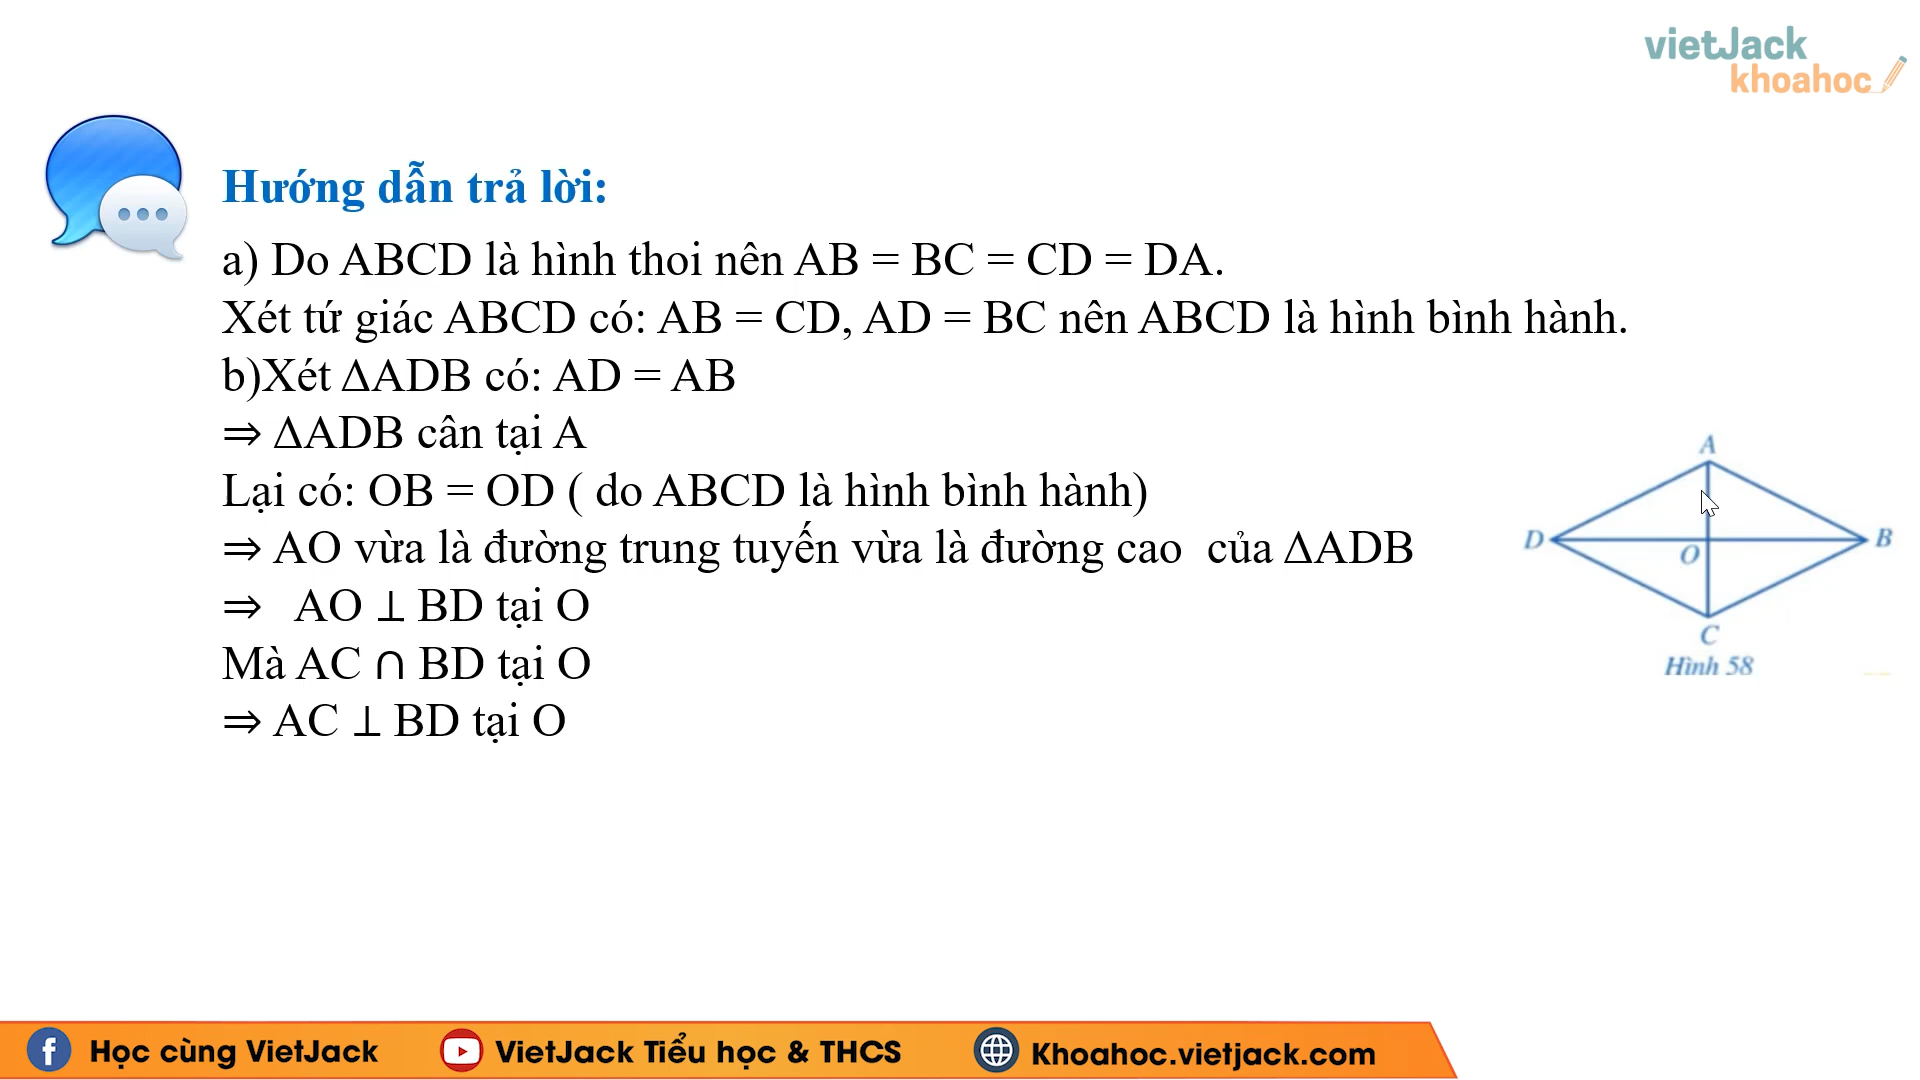 vietJack
khoahoc
Hướng dẫn trả lời:
a) Do ABCD là hình thoi nên AB = BC = CD = DA.
Xét tứ giác ABCD có: AB = CD, AD = BC nên ABCD là hình bình hành.
b)Xét ΔADB có: AD = AB
⇒ ΔADB cân tại A
Lại có: OB = OD ( do ABCD là hình bình hành)
⇒ AO vừa là đường trung tuyến vừa là đường cao của ΔADB
⇒ AO ⊥ BD tại O
Mà AC ∩ BD tại O
⇒ AC ⊥ BD tại O
A
D
O
B
C
Hình 58
Học cùng VietJack
VietJack Tiểu học & THCS
Khoahoc.vietjack.com